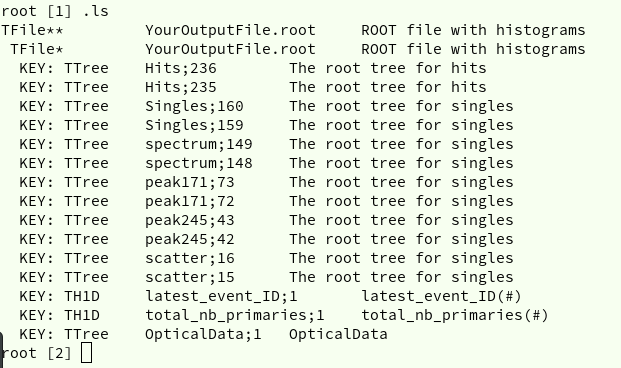 root [1] .ls
TFile** YourOutputFile.root ROOT file with histograms
TFile* YourOutputFile.root ROOT file with histograms
KEY: TTree Hits;236 The root tree for hits
KEY: TTree Hits;235 The root tree for hits
KEY: TTree Singles;160 The root tree for singles
KEY: TTree Singles;159 The root tree for singles
KEY: TTree spectrum;149 The root tree for singles
KEY: TTree spectrum;148 The root tree for singles
KEY: TTree peak171;73 The root tree for singles
KEY: TTree peak171;72 The root tree for singles
KEY: TTree peak245;43 The root tree for singles
KEY: TTree peak245;42 The root tree for singles
KEY: TTree scatter;16 The root tree for singles
KEY: TTree scatter;15 The root tree for singles
KEY: TH1D latest_event_ID;1 latest_event_ID(#)
KEY: TH1D total_nb_primaries;1 total_nb_primaries(#)
KEY: TTree OpticalData;1 OpticalData
root [2]